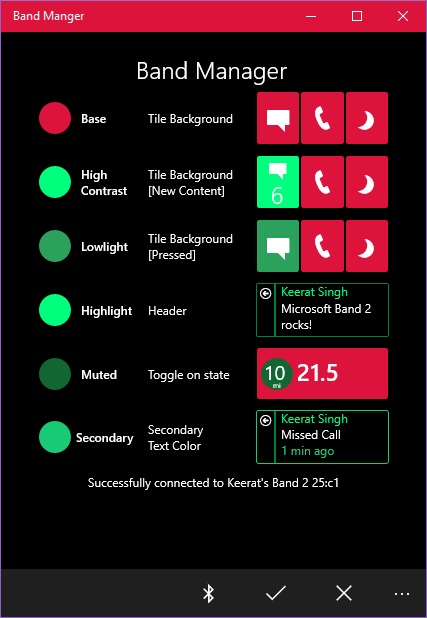 Band Manger
Band Manager
Base
Tile Background
High
Contrast
Tile Background
[New Content]
6
Lowlight
Tile Background
[Pressed]
Highlight
Header
Keerat Singh
Microsoft Band 2
rocks!
Muted
Toggle on state
10
mi
21.5
Secondary
Secondary
Text Color
Keerat Singh
Missed Call
1 min ago
Successfully connected to Keerat's Band 2 25:c1